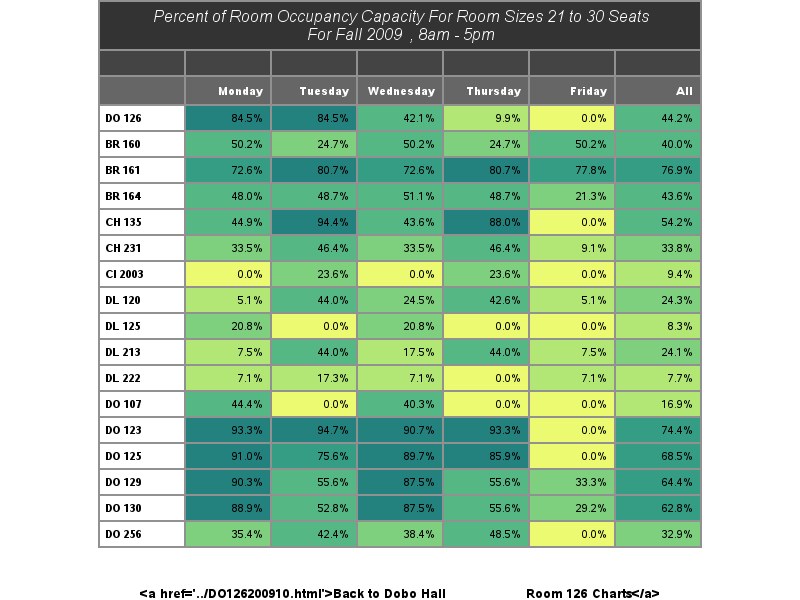 Percent of Room Occupancy Capacity For Room Sizes 21 to 30 Seats
For Fall 2009 , 8am - 5pm
Monday Tuesday Wednesday Thursday Friday All
DO 126 84.5% 84.5% 42.1% 9.9% 0.0% 44.2%
BR 160 50.2% 24.7% 50.2% 24.7% 50.2% 40.0%
BR 161 72.6% 80.7% 72.6% 80.7% 77.8% 76.9%
BR 164 48.0% 48.7% 51.1% 48.7% 21.3% 43.6%
CH 135 44.9% 94.4% 43.6% 88.0% 0.0% 54.2%
CH 231 33.5% 46.4% 33.5% 46.4% 9.1% 33.8%
CI 2003 0.0% 23.6% 0.0% 23.6% 0.0% 9.4%
DL 120 5.1% 44.0% 24.5% 42.6% 5.1% 24.3%
DL 125 20.8% 0.0% 20.8% 0.0% 0.0% 8.3%
DL 213 7.5% 44.0% 17.5% 44.0% 7.5% 24.1%
DL 222 7.1% 17.3% 7.1% 0.0% 7.1% 7.7%
DO 107 44.4% 0.0% 40.3% 0.0% 0.0% 16.9%
DO 123 93.3% 94.7% 90.7% 93.3% 0.0% 74.4%
DO 125 91.0% 75.6% 89.7% 85.9% 0.0% 68.5%
DO 129 90.3% 55.6% 87.5% 55.6% 33.3% 64.4%
DO 130 88.9% 52.8% 87.5% 55.6% 29.2% 62.8%
DO 256 35.4% 42.4% 38.4% 48.5% 0.0% 32.9%
<a href='../DO126200910.html'>Back to Dobo Hall Room 126 Charts</a>